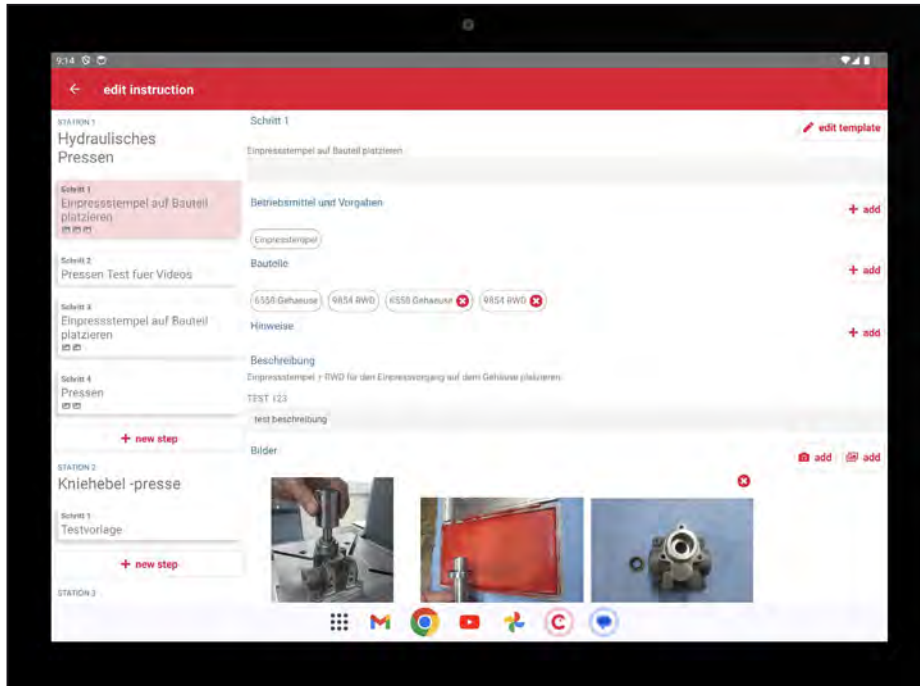 9:14
edit instruction
STATION 1
Hydraulisches
Pressen
Schritt 1
Einpressstempel auf Bauteil
platzieren
Schritt 2
Pressen Test fuer Videos
Schritt 3
Einpressstempel auf Bauteil
platzieren
Schritt 4
Pressen
+ new step
STATION 2
Kniehebel -presse
Schritt 1
Testvorlage
+ new step
STATION 3
Schritt 1
edit template
Einpressstempel auf Bauteil platzieren
Betriebsmittel und Vorgaben
+ add
Einpressstempel
Bauteile
+ add
6550 Gehaeuse 9854 RWD 6550 Gehaeuse 9854 RWD
Hinweise
+ add
Beschreibung
Einpressstempel + RWD für den Einpressvorgang auf dem Gehäuse platzieren.
TEST 123
test beschreibung
Bilder
add add